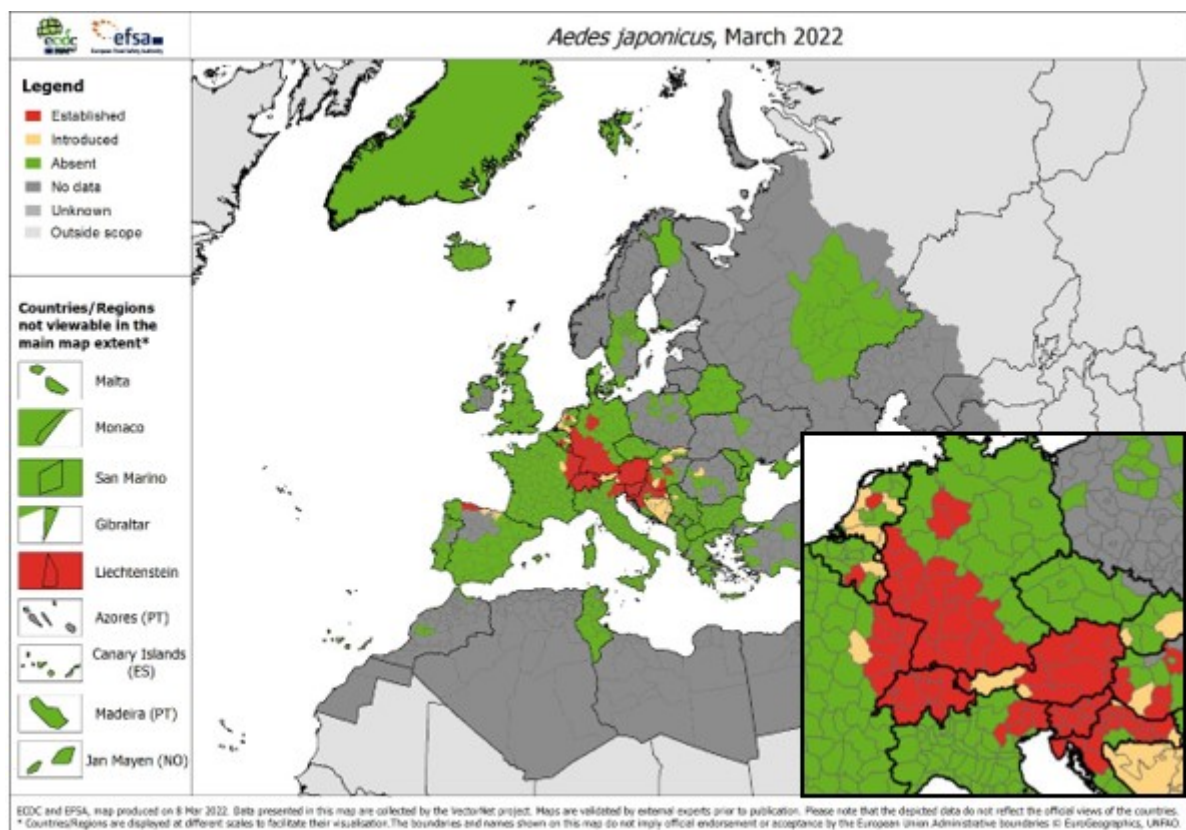 ecdc
efsa
European Food Safety Authority
Aedes japonicus, March 2022
Legend
Established
Introduced
Absent
No data
Unknown
Outside scope
Countries/Regions
not viewable in the
main map extent*
Malta
Monaco
San Marino
Gibraltar
Liechtenstein
Azores (PT)
Canary Islands
(ES)
Madeira (PT)
Jan Mayen (NO)
ECDC and EFSA, map produced on 8 Mar 2022. Data presented in this map are collected by the VectorNet project. Maps are validated by external experts prior to publication. Please note that the depicted data do not reflect the official views of the countries.
* Countries/Regions are displayed at different scales to facilitate their visualisation. The boundaries and names shown on this map do not imply official endorsement or acceptance by the European Union. Administrative boundaries © EuroGeographics, UNFAO.